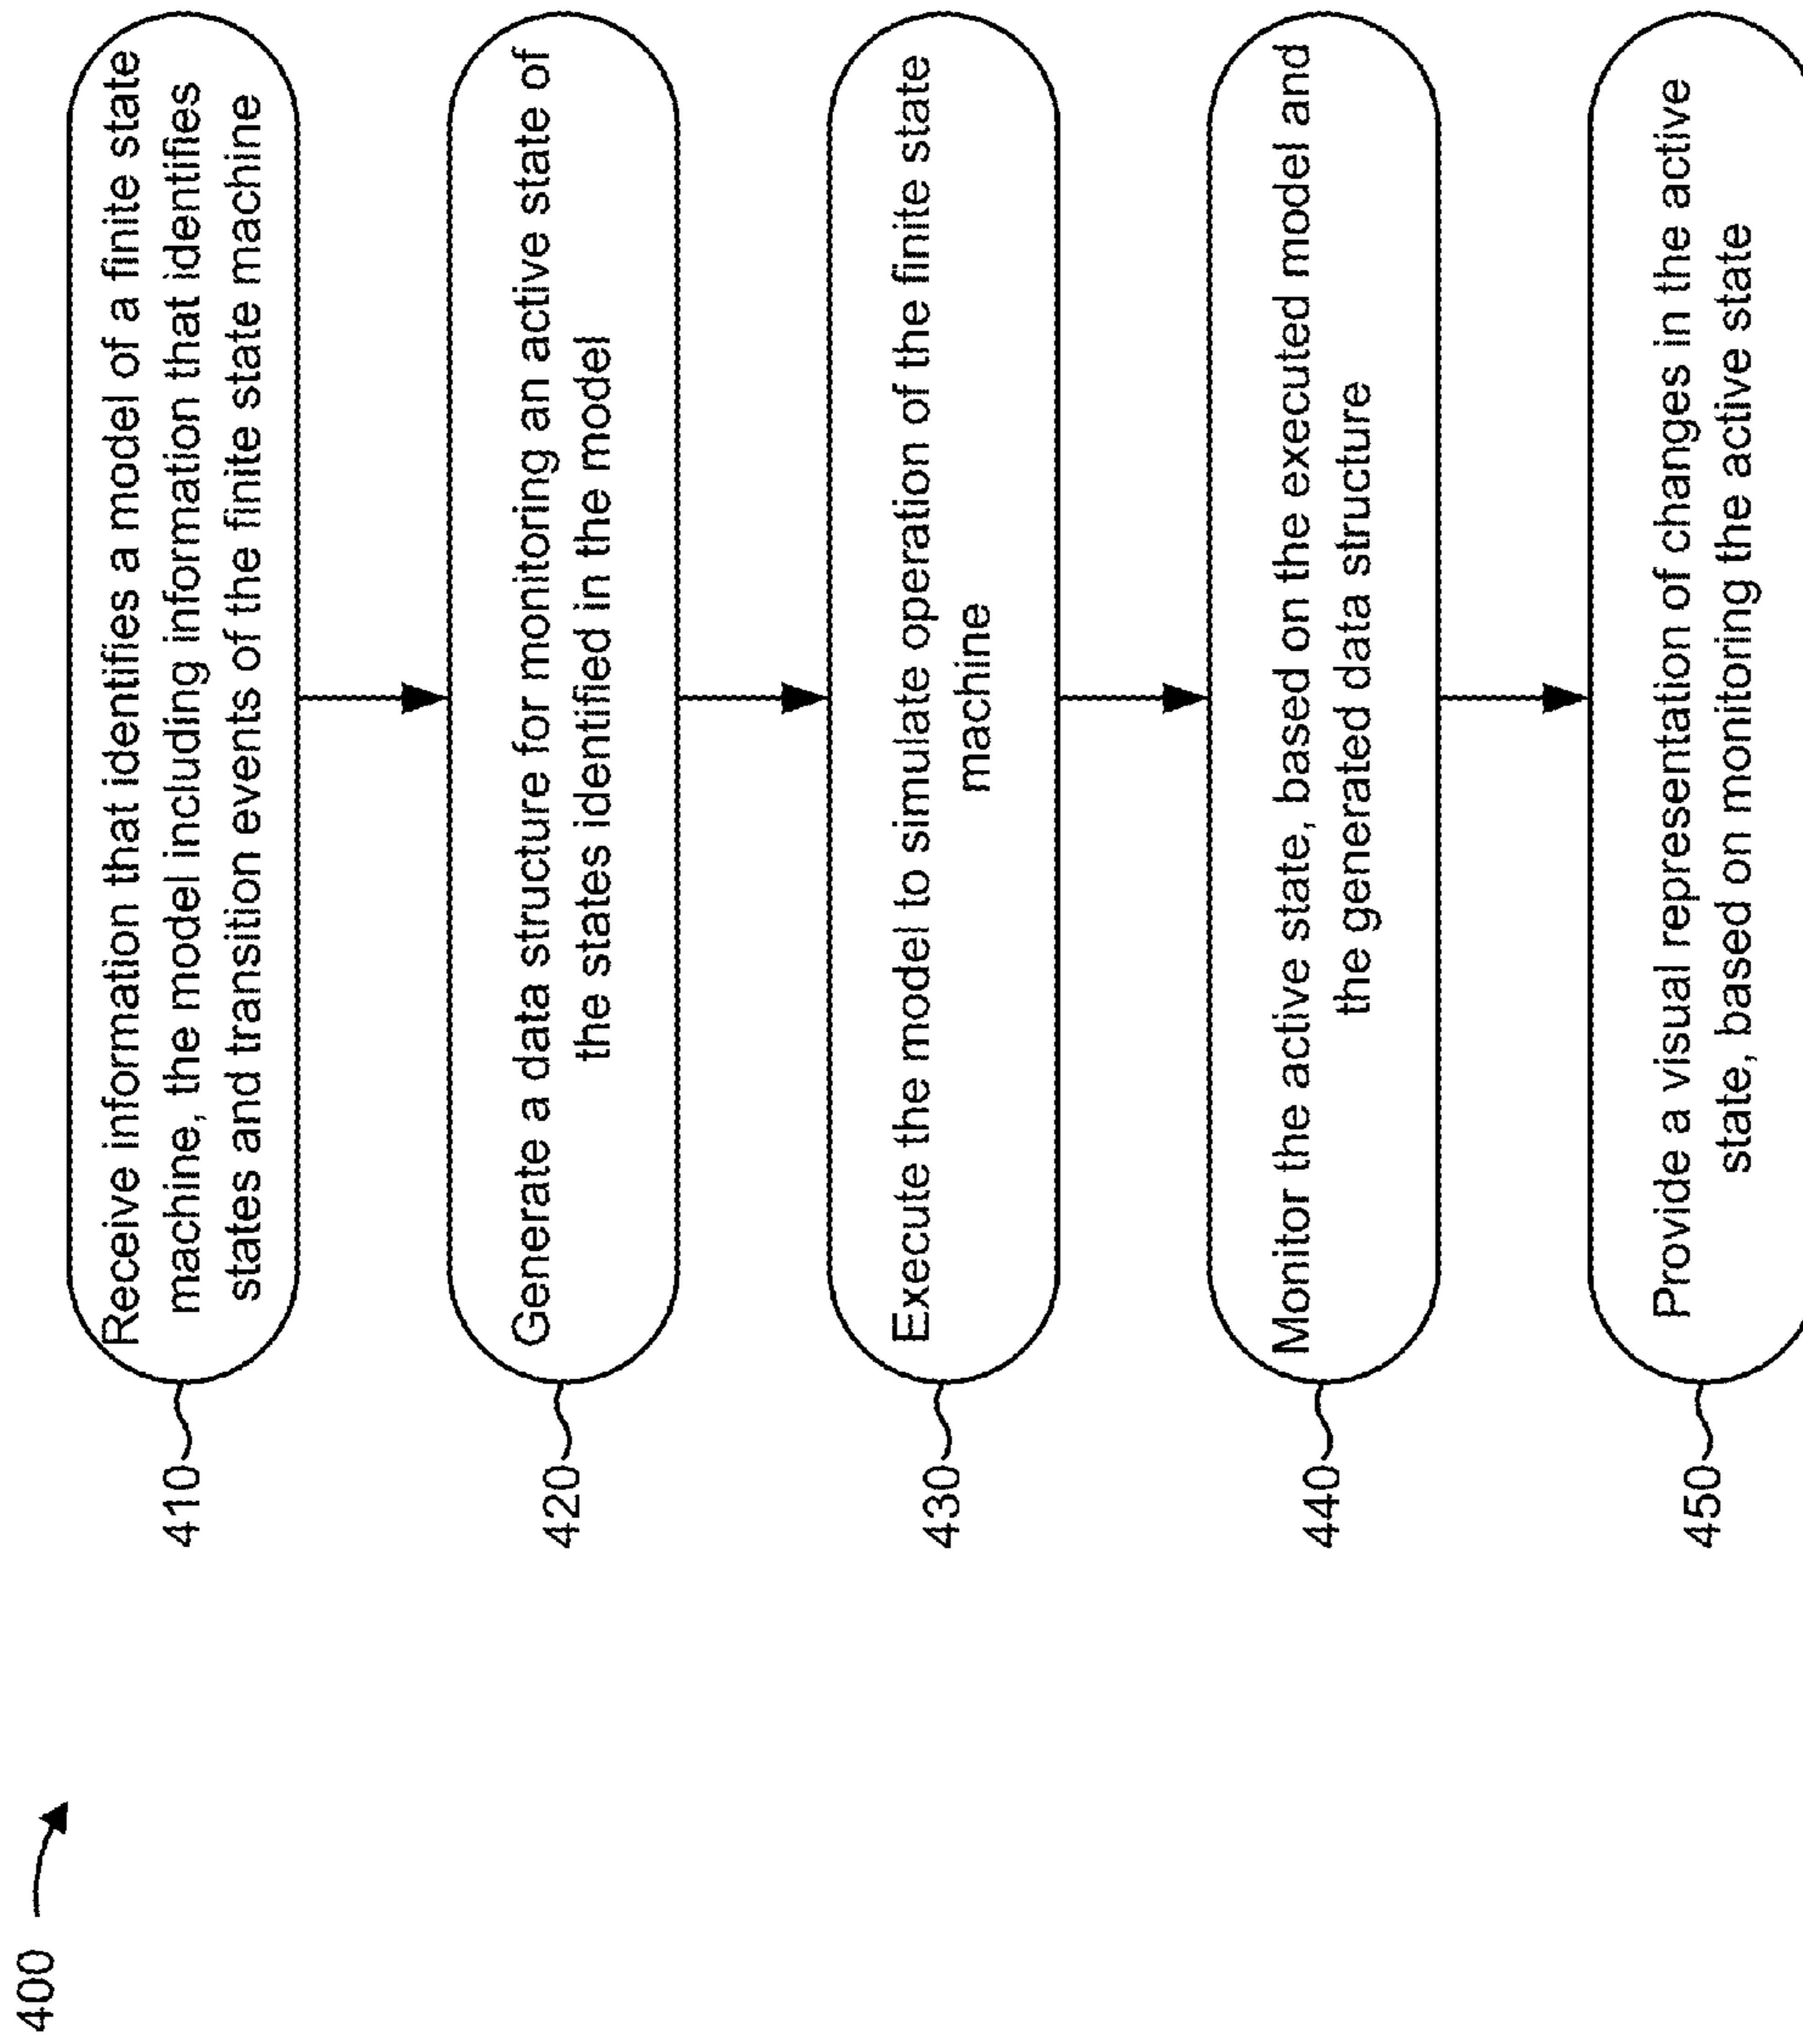 400
410
Receive information that identifies a model of a finite state
machine, the model including information that identifies
states and transition events of the finite state machine
420
Generate a data structure for monitoring an active state of
the states identified in the model
430
Execute the model to simulate operation of the finite state
machine
440
Monitor the active state, based on the executed model and
the generated data structure
450
Provide a visual representation of changes in the active
state, based on monitoring the active state